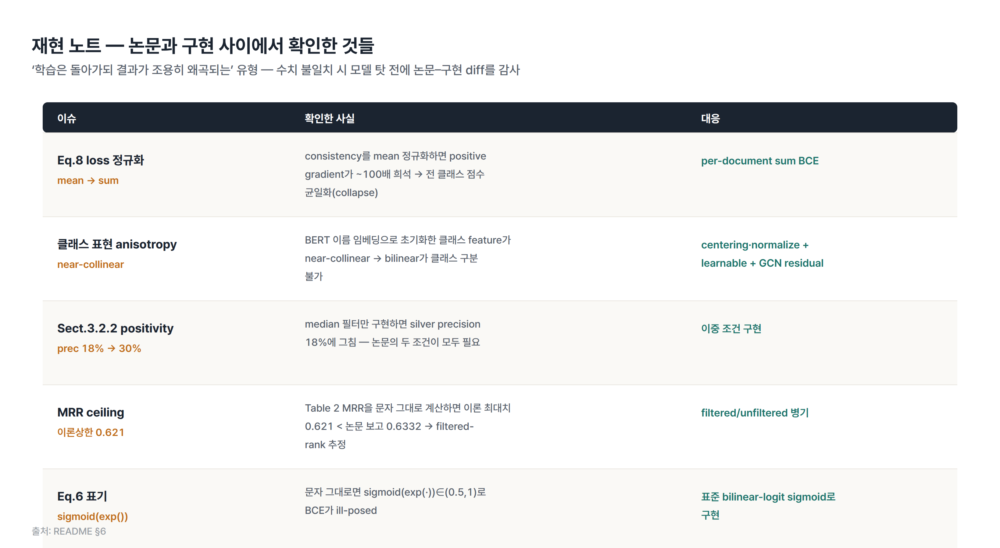 재현 노트 — 논문과 구현 사이에서 확인한 것들
‘학습은 돌아가되 결과가 조용히 왜곡되는’ 유형 — 수치 불일치 시 모델 탓 전에 논문–구현 diff를 감사
이슈 확인한 사실 대응
Eq.8 loss 정규화
mean → sum
consistency를 mean 정규화하면 positive
gradient가 ~100배 희석 → 전 클래스 점수
균일화(collapse)
per-document sum BCE
클래스 표현 anisotropy
near-collinear
BERT 이름 임베딩으로 초기화한 클래스 feature가
near-collinear → bilinear가 클래스 구분
불가
centering·normalize +
learnable + GCN residual
Sect.3.2.2 positivity
prec 18% → 30%
median 필터만 구현하면 silver precision
18%에 그침 — 논문의 두 조건이 모두 필요
이중 조건 구현
MRR ceiling
이론상한 0.621
Table 2 MRR을 문자 그대로 계산하면 이론 최대치
0.621 < 논문 보고 0.6332 → filtered-
rank 추정
filtered/unfiltered 병기
Eq.6 표기
sigmoid(exp())
문자 그대로면 sigmoid(exp(·))∈(0.5,1)로
BCE가 ill-posed
표준 bilinear-logit sigmoid로
구현
출처: README §6